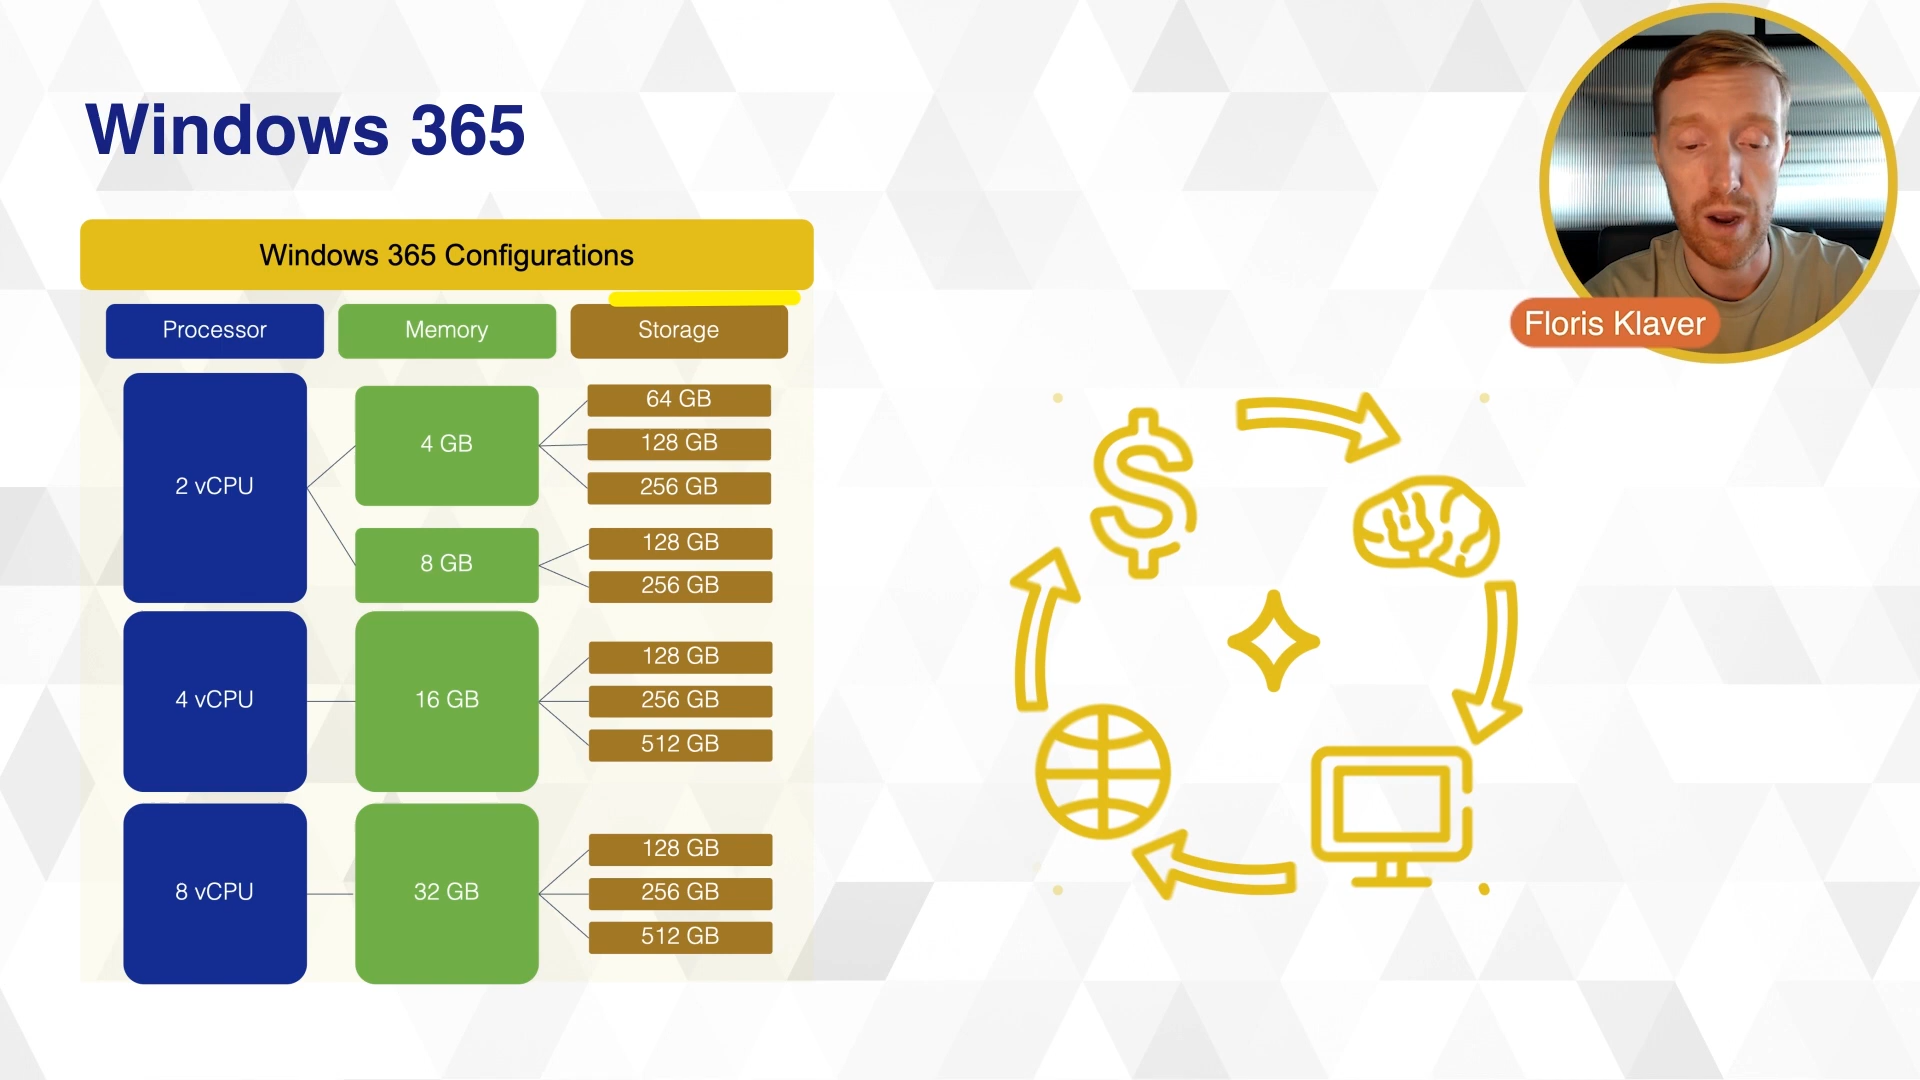 Windows 365
Floris Klaver
Windows 365 Configurations
Processor
Memory
Storage
2 vCPU
4 GB
64 GB
128 GB
256 GB
8 GB
128 GB
256 GB
4 vCPU
16 GB
128 GB
256 GB
512 GB
8 vCPU
32 GB
128 GB
256 GB
512 GB